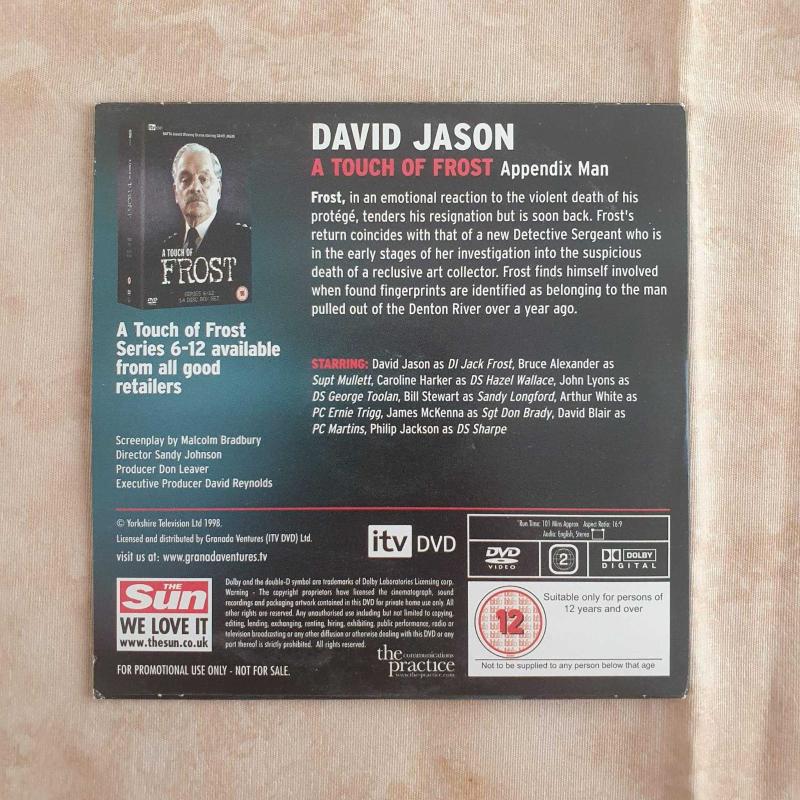 DAVID JASON
A TOUCH OF FROST Appendix Man
Frost, in an emotional reaction to the violent death of his
protégé, tenders his resignation but is soon back. Frost's
return coincides with that of a new Detective Sergeant who is
in the early stages of her investigation into the suspicious
death of a reclusive art collector. Frost finds himself involved
when found fingerprints are identified as belonging to the man
pulled out of the Denton River over a year ago.
STARRING: David Jason as DI Jack Frost, Bruce Alexander as
Supt Mullett, Caroline Harker as DS Hazel Wallace, John Lyons as
DS George Toolan, Bill Stewart as Sandy Longford, Arthur White as
PC Ernie Trigg, James McKenna as Sgt Don Brady, David Blair as
PC Martins, Philip Jackson as DS Sharpe
A TOUCH OF
FROST
SERIES 6-12
14 DISC BOX SET
DVD
A Touch of Frost
Series 6-12 available
from all good
retailers
Screenplay by Malcolm Bradbury
Director Sandy Johnson
Producer Don Leaver
Executive Producer David Reynolds
© Yorkshire Television Ltd 1998.
Licensed and distributed by Granada Ventures (ITV DVD) Ltd.
visit us at: www.granadaventures.tv
itv DVD
Run Time: 101 Mins Approx Aspect Ratio: 16:9
Audio: English, Stereo
DVD
VIDEO
2
DOLBY
DIGITAL
THE
Sun
WE LOVE IT
www.thesun.co.uk
Dolby and the double-D symbol are trademarks of Dolby Laboratories Licensing corp.
Warning - The copyright proprietors have licensed the cinematograph, sound
recordings and packaging artwork contained in this DVD for private home use only. All
other rights are reserved. Any unauthorised use including but not limited to copying,
editing, lending, exchanging, renting, hiring, exhibiting, public performance, radio or
television broadcasting or any other diffusion or otherwise dealing with this DVD or any
part thereof is strictly prohibited. All rights reserved.
the communications
practice
www.the-practice.com
12
Suitable only for persons of
12 years and over
Not to be supplied to any person below that age
FOR PROMOTIONAL USE ONLY - NOT FOR SALE.